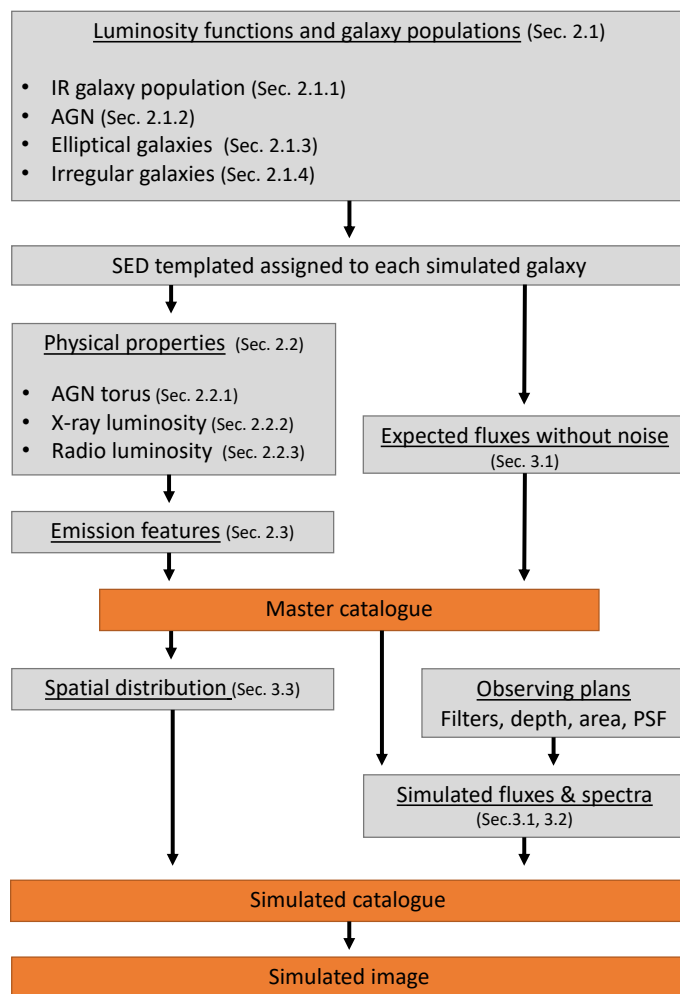 Luminosity functions and galaxy populations (Sec. 2.1)
• IR galaxy population (Sec. 2.1.1)
• AGN (Sec. 2.1.2)
• Elliptical galaxies (Sec. 2.1.3)
• Irregular galaxies (Sec. 2.1.4)
SED templated assigned to each simulated galaxy
Physical properties (Sec. 2.2)
• AGN torus (Sec. 2.2.1)
• X-ray luminosity (Sec. 2.2.2)
• Radio luminosity (Sec. 2.2.3)
Expected fluxes without noise
(Sec. 3.1)
Emission features (Sec. 2.3)
Master catalogue
Spatial distribution (Sec. 3.3)
Observing plans
Filters, depth, area, PSF
Simulated fluxes & spectra
(Sec.3.1, 3.2)
Simulated catalogue
Simulated image